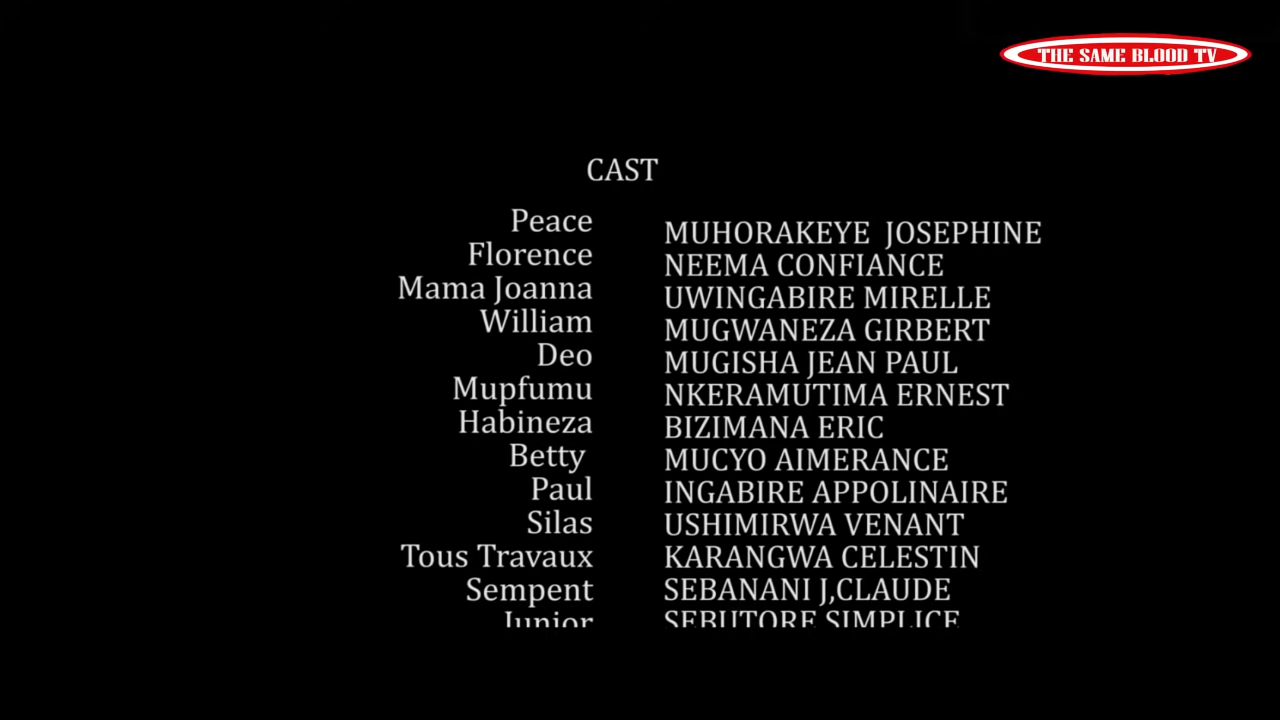 THE SAME BLOOD TV
CAST
Peace MUHORAKEYE JOSEPHINE
Florence NEEMA CONFIANCE
Mama Joanna UWINGABIRE MIRELLE
William MUGWANEZA GIRBERT
Deo MUGISHA JEAN PAUL
Mupfumu NKERAMUTIMA ERNEST
Habineza BIZIMANA ERIC
Betty MUCYO AIMERANCE
Paul INGABIRE APPOLINAIRE
Silas USHIMIRWA VENANT
Tous Travaux KARANGWA CELESTIN
Sempent SEBANANI J,CLAUDE
Junior SEBUTORE SIMPLICE